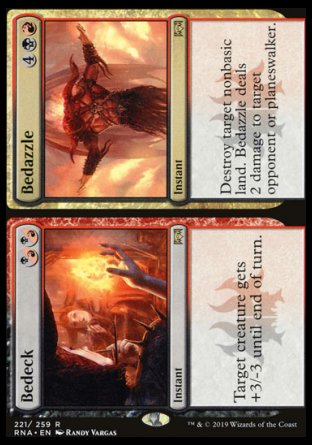 Bedazzle
4
Instant
Destroy target nonbasic
land. Bedazzle deals
2 damage to target
opponent or planeswalker.
Bedeck
Instant
Target creature gets
+3/-3 until end of turn.
221/259 R
RNA • EN Randy Vargas
™ & © 2019 Wizards of the Coast